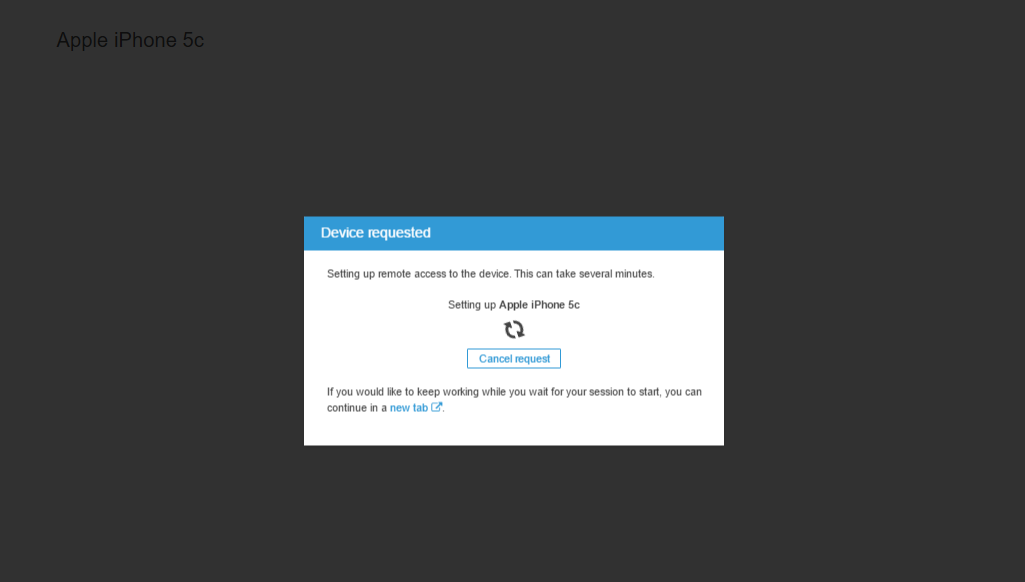 Apple iPhone 5c
Device requested
Setting up remote access to the device. This can take several minutes.
Setting up Apple iPhone 5c
Cancel request
If you would like to keep working while you wait for your session to start, you can
continue in a new tab.